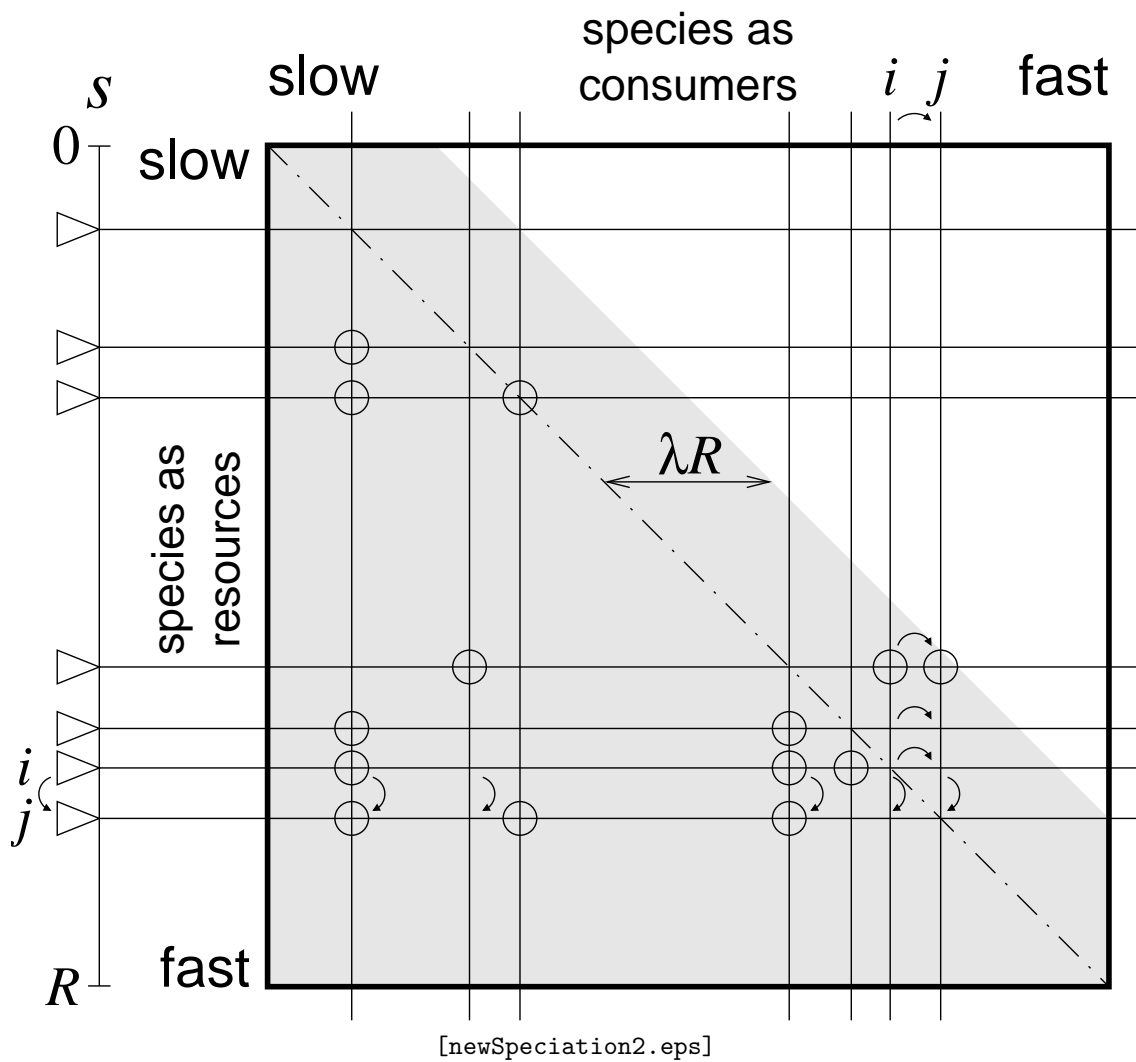 species as
consumers
slow
fast
s
i
j
0
slow
λR
species as
resources
i
j
fast
R
[newSpeciation2.eps]